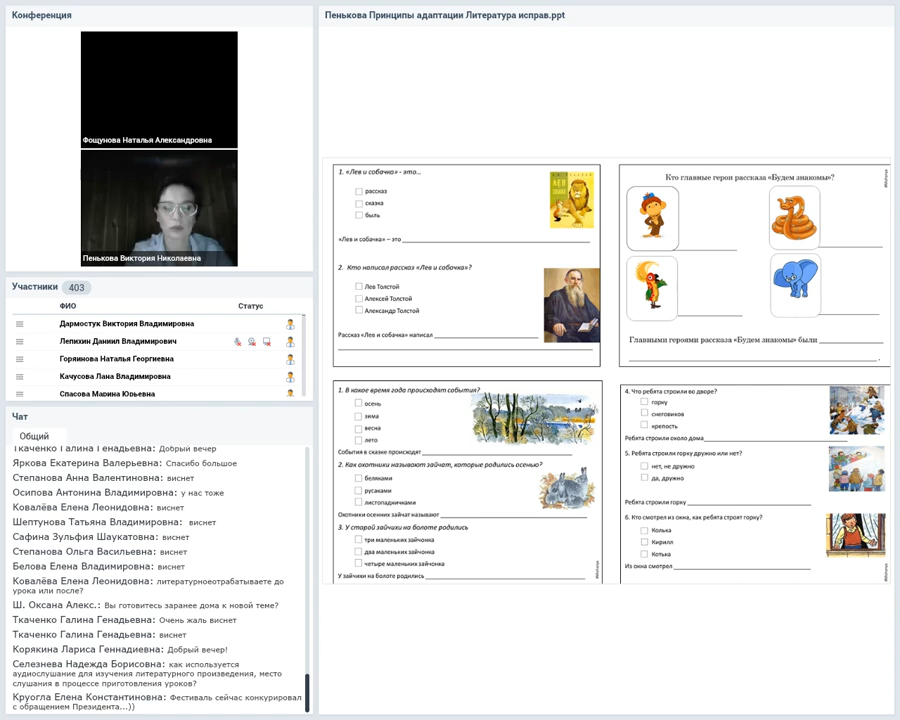 Конференция
Фощунова Наталья Александровна
Пенькова Виктория Николаевна
Участники 403
ФИО Статус
Дармостук Виктория Владимировна
Лепихин Даниил Владимирович
Горяинова Наталья Георгиевна
Качусова Лана Владимировна
Спасова Марина Юрьевна
Чат
Общий
Ткаченко Галина Генадьевна: Добрый вечер
Яркова Екатерина Валерьевна: Спасибо большое
Степанова Анна Валентиновна: виснет
Осипова Антонина Владимировна: у нас тоже
Ковалёва Елена Леонидовна: виснет
Шептунова Татьяна Владимировна: виснет
Сафина Зульфия Шаукатовна: виснет
Степанова Ольга Васильевна: виснет
Белова Елена Владимировна: виснет
Ковалёва Елена Леонидовна: литературноеотрабатываете до
урока или после?
Ш. Оксана Алекс.: Вы готовитесь заранее дома к новой теме?
Ткаченко Галина Генадьевна: Очень жаль виснет
Ткаченко Галина Генадьевна: виснет
Корякина Лариса Геннадиевна: Добрый вечер!
Селезнева Надежда Борисовна: как используется
аудиослушание для изучения литературного произведения, место
слушания в процессе приготовления уроков?
Круогла Елена Константиновна: Фестиваль сейчас конкурировал
с обращением Президента...))
Пенькова Принципы адаптации Литература исправ.ppt
1. «Лев и собачка» - это...
рассказ
сказка
быль
«Лев и собачка» – это
2. Кто написал рассказ «Лев и собачка»?
Лев Толстой
Алексей Толстой
Александр Толстой
Рассказ «Лев и собачка» написал
Кто главные герои рассказа «Будем знакомы»?
Главными героями рассказа «Будем знакомы» были
.
1. В какое время года происходят события?
осень
зима
весна
лето
События в сказке происходят
2. Как охотники называют зайчат, которые родились осенью?
беляками
русаками
листопадничками
Охотники осенних зайчат называют
3. У старой зайчихи на болоте родились
три маленьких зайчонка
два маленьких зайчонка
четыре маленьких зайчонка
У зайчихи на болоте родились
4. Что ребята строили во дворе?
горку
снеговиков
крепость
Ребята строили около дома
5. Ребята строили горку дружно или нет?
нет, не дружно
да, дружно
Ребята строили горку
6. Кто смотрел из окна, как ребята строят горку?
Колька
Кирилл
Котька
Из окна смотрел